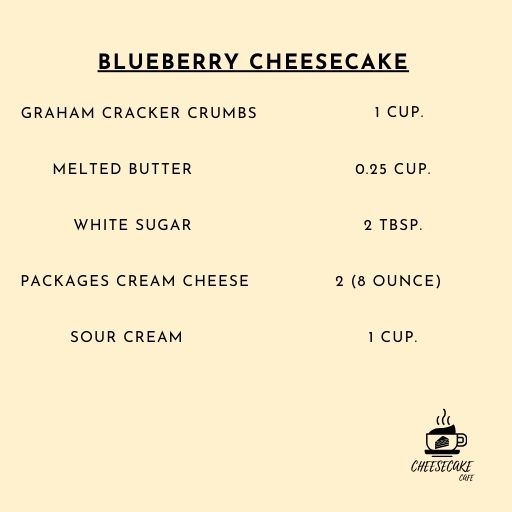 BLUEBERRY CHEESECAKE
GRAHAM CRACKER CRUMBS 1 CUP.
MELTED BUTTER 0.25 CUP.
WHITE SUGAR 2 TBSP.
PACKAGES CREAM CHEESE 2 (8 OUNCE)
SOUR CREAM 1 CUP.
CHEESECAKE
CAFE